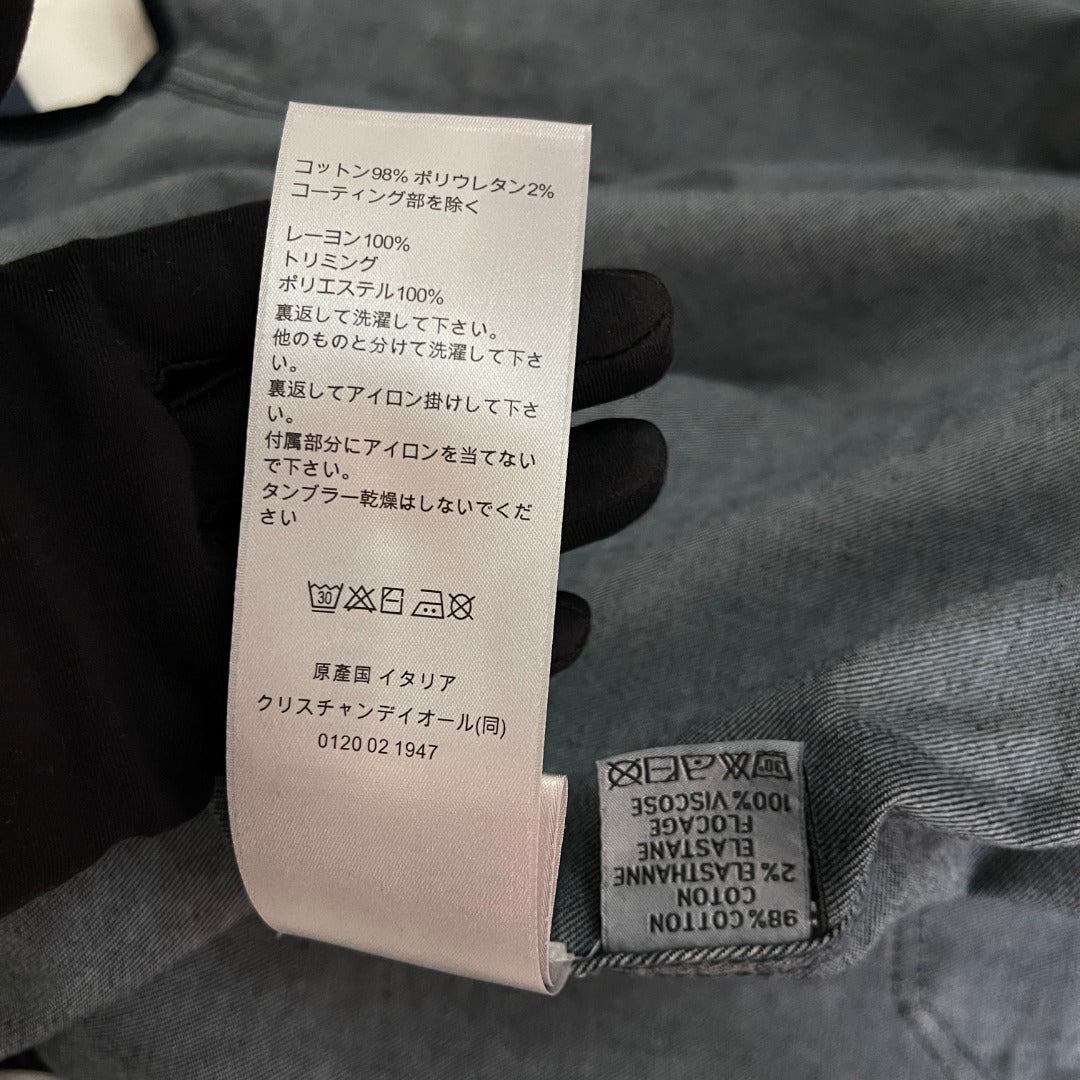 コットン98% ポリウレタン2%
コーティング部を除く
レーヨン100%
トリミング
ポリエステル100%
裏返して洗濯して下さい。
他のものと分けて洗濯して下さ
い。
裏返してアイロン掛けして下さ
い。
付属部分にアイロンを当てない
で下さい。
タンブラー乾燥はしないでくだ
さい
30
原產国 イタリア
クリスチャンデイオール(同)
0120 02 1947
98% COTTON
COTON
2% ELASTHANNE
ELASTANE
FLOCAGE
100% VISCOSE
30°